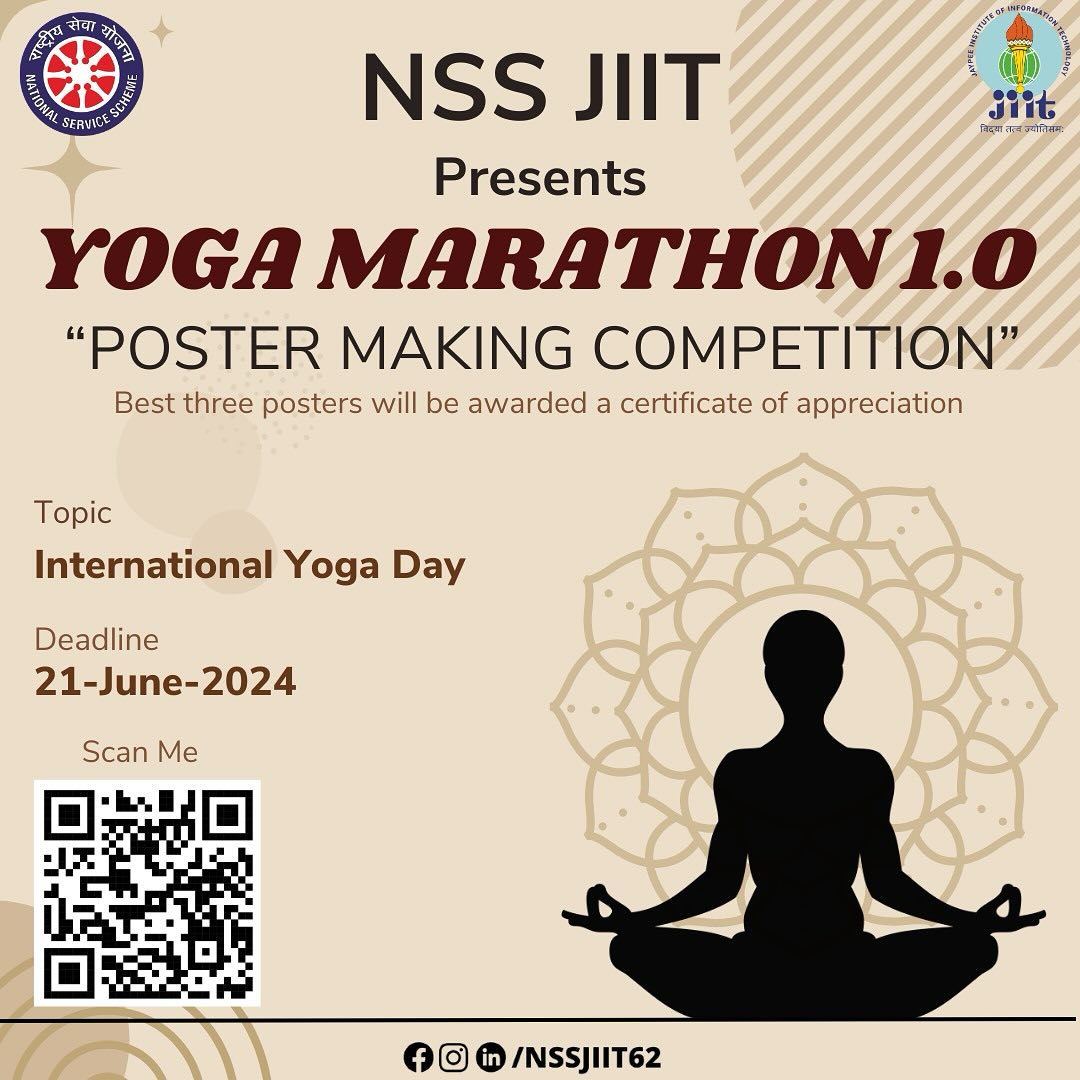 राष्ट्रीय सेवा योजना
NATIONAL SERVICE SCHEME
JAYPEE INSTITUTE OF INFORMATION TECHNOLOGY
jiit
विद्या तत्व ज्योतिसमः
NSS JIIT
Presents
YOGA MARATHON 1.0
“POSTER MAKING COMPETITION”
Best three posters will be awarded a certificate of appreciation
Topic
International Yoga Day
Deadline
21-June-2024
Scan Me
/NSSJIIT62